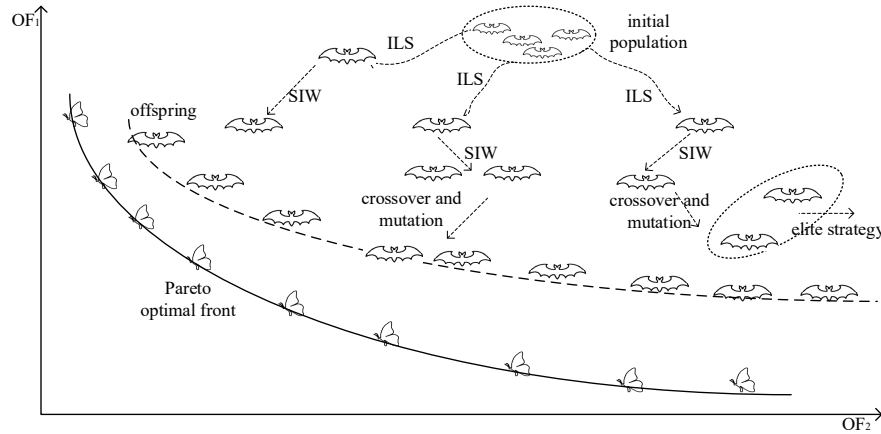 OF1
initial
population
ILS
ILS
ILS
SIW
offspring
SIW
SIW
crossover and
mutation
crossover and
mutation
elite strategy
Pareto
optimal front
OF2